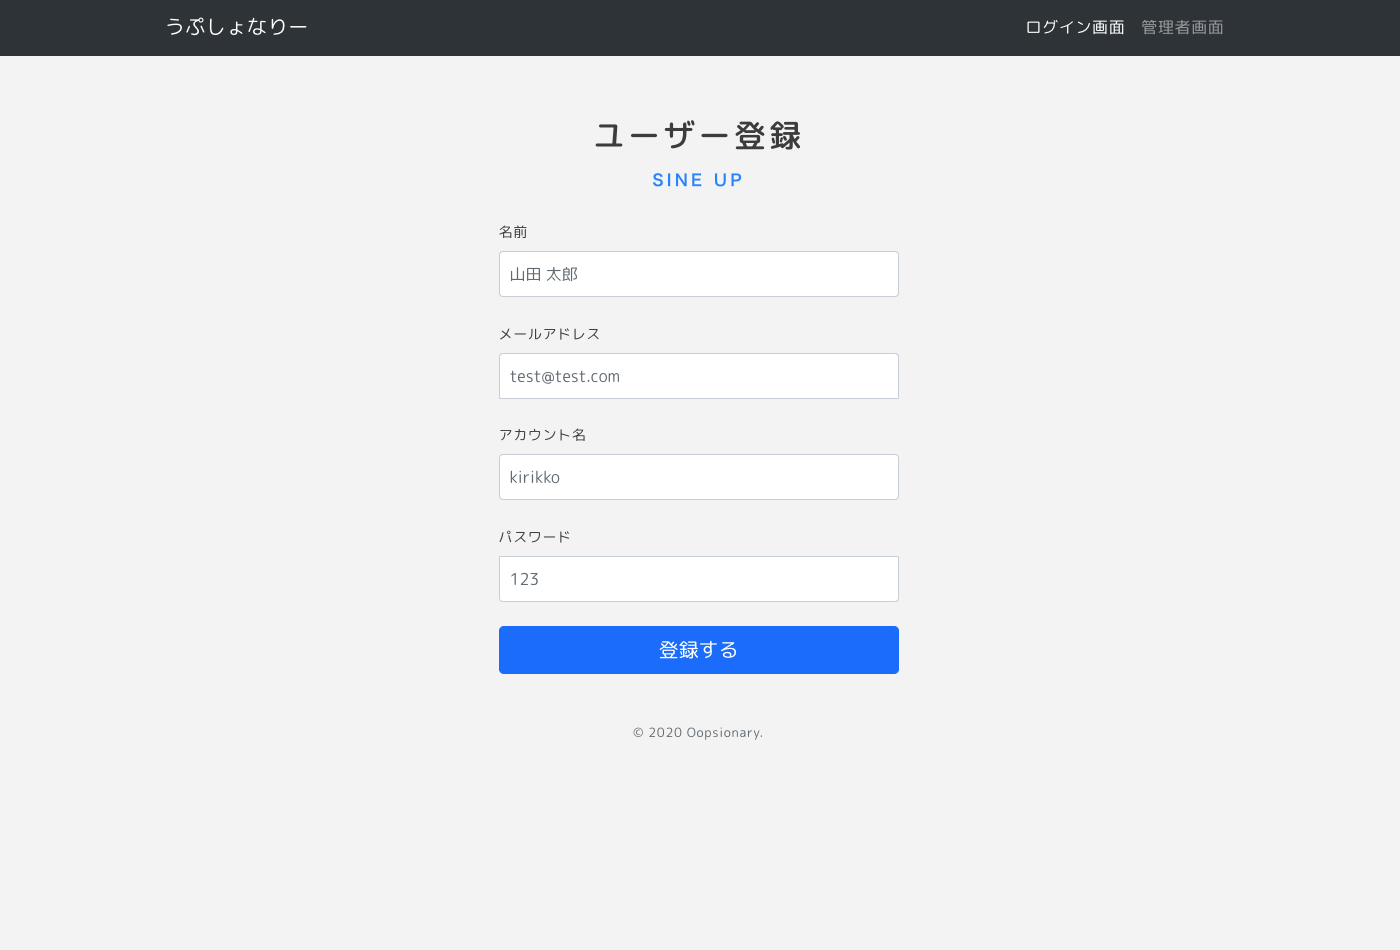 うぷしょなりー
ログイン画面 管理者画面
ユーザー登録
SINE UP
名前
山田 太郎
メールアドレス
test@test.com
アカウント名
kirikko
パスワード
123
登録する
© 2020 Oopsionary.